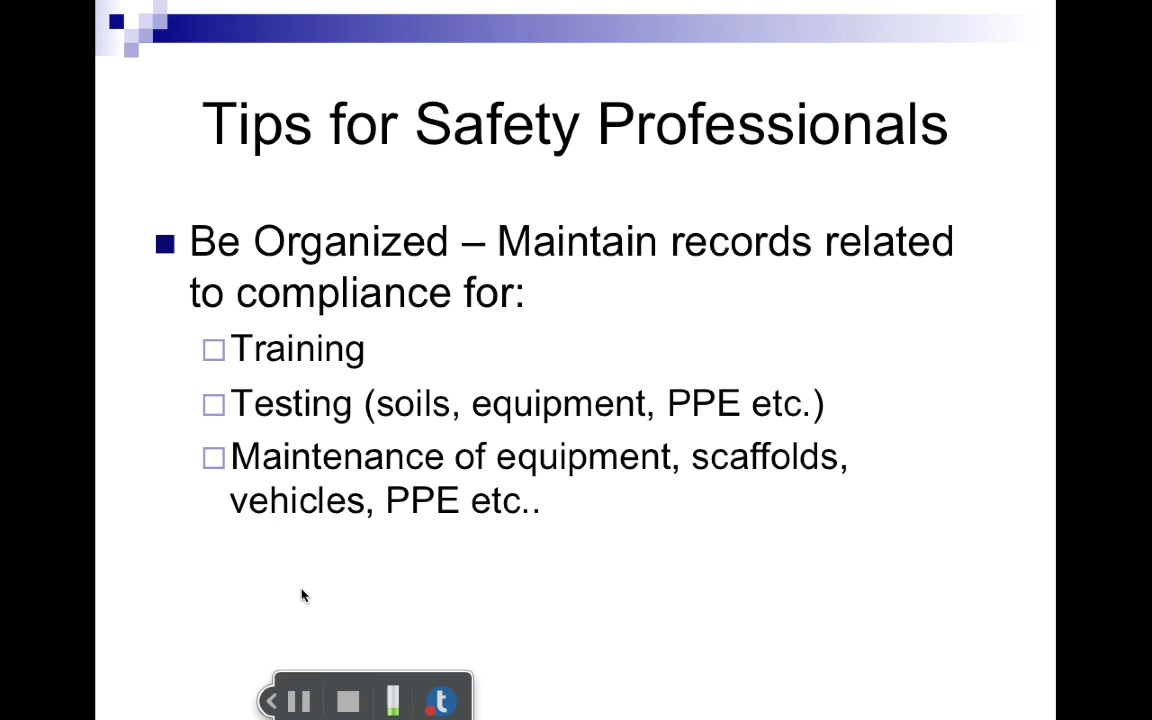 Tips for Safety Professionals
Be Organized – Maintain records related
to compliance for:
Training
Testing (soils, equipment, PPE etc.)
Maintenance of equipment, scaffolds,
vehicles, PPE etc..
t